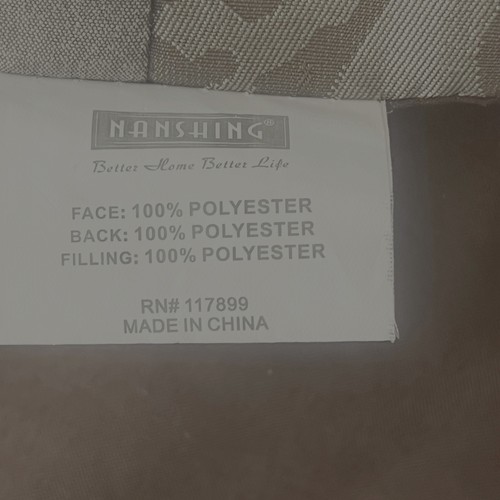 NANSHING®
Better Home Better Life
FACE: 100% POLYESTER
BACK: 100% POLYESTER
FILLING: 100% POLYESTER
RN# 117899
MADE IN CHINA